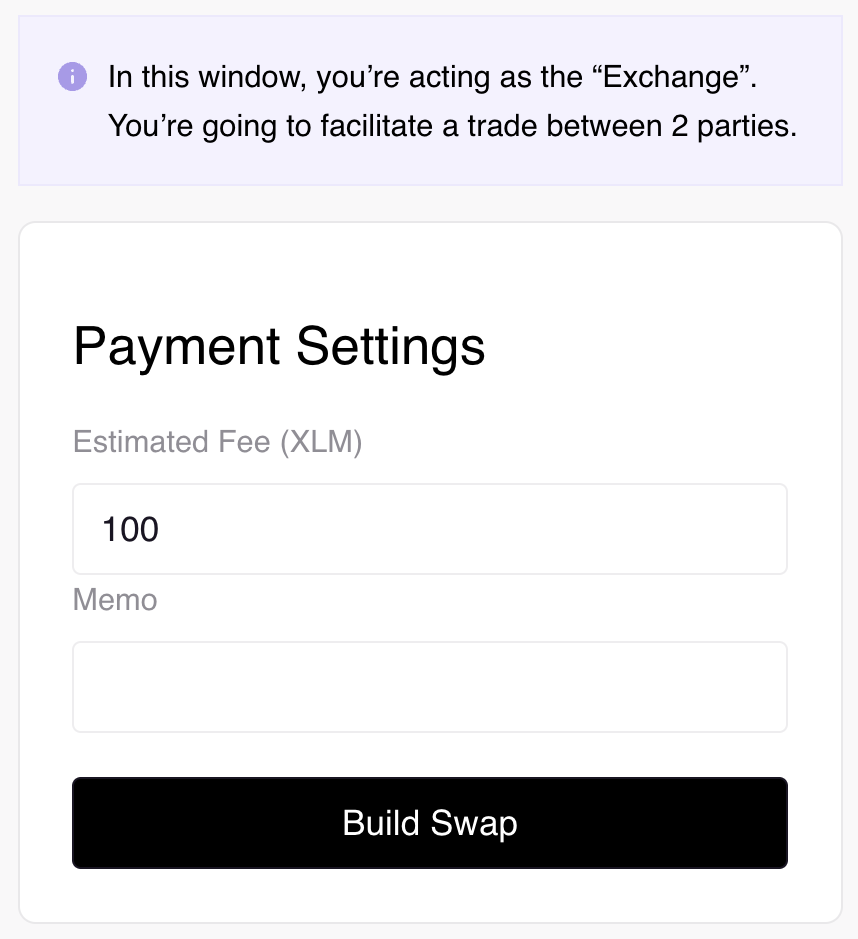 In this window, you’re acting as the “Exchange”.
You’re going to facilitate a trade between 2 parties.
Payment Settings
Estimated Fee (XLM)
100
Memo
Build Swap